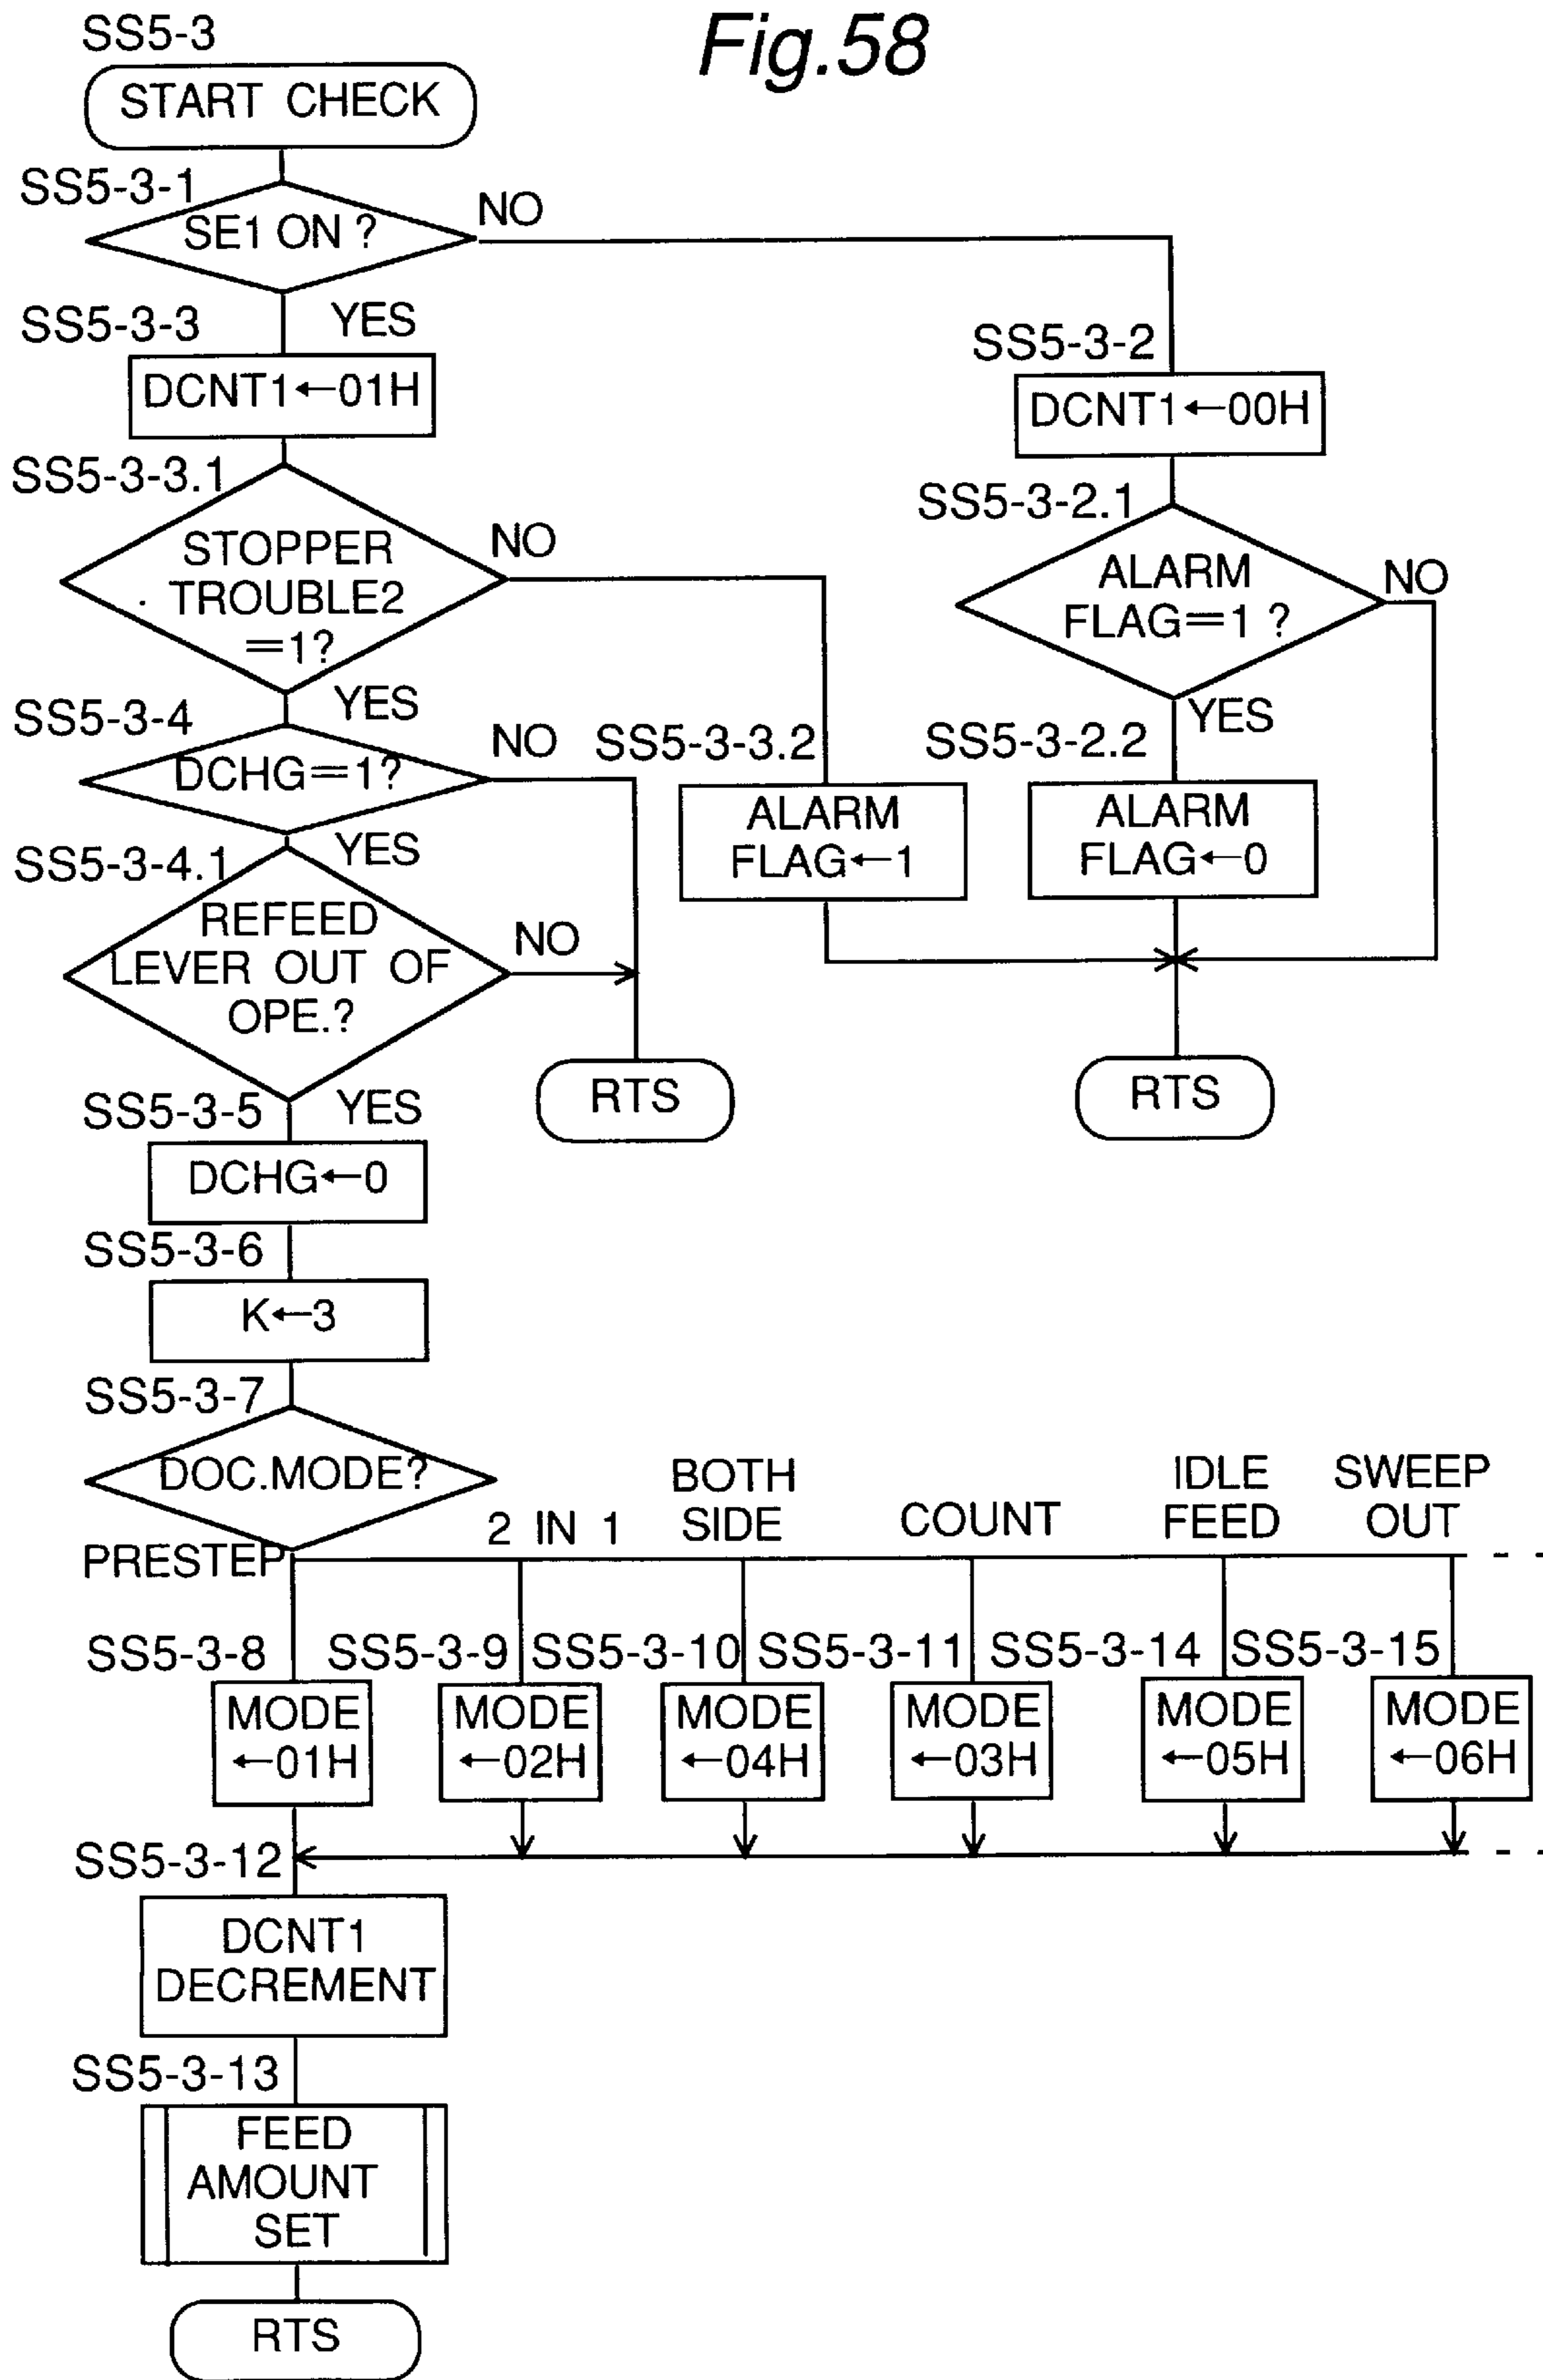 Fig.58
SS5-3
START CHECK
SS5-3-1
SE1 ON ?
NO
SS5-3-3
YES
DCNT1←01H
SS5-3-2
DCNT1←00H
SS5-3-3.1
STOPPER
TROUBLE2
=1?
NO
SS5-3-2.1
ALARM
FLAG=1 ?
NO
YES
SS5-3-4
DCHG=1?
NO
SS5-3-3.2
ALARM
FLAG←1
YES
SS5-3-2.2
ALARM
FLAG←0
YES
SS5-3-4.1
REFEED
LEVER OUT OF
OPE.?
NO
RTS
RTS
SS5-3-5
YES
DCHG←0
SS5-3-6
K←3
SS5-3-7
DOC.MODE?
PRESTEP
2 IN 1
BOTH
SIDE
COUNT
IDLE
FEED
SWEEP
OUT
SS5-3-8
SS5-3-9
SS5-3-10
SS5-3-11
SS5-3-14
SS5-3-15
MODE
←01H
MODE
←02H
MODE
←04H
MODE
←03H
MODE
←05H
MODE
←06H
SS5-3-12
DCNT1
DECREMENT
SS5-3-13
FEED
AMOUNT
SET
RTS